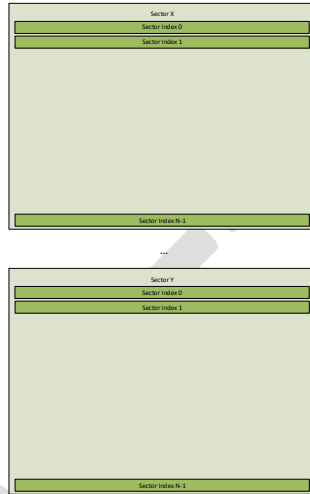 Sector X
Sector Index 0
Sector Index 1
Sector Index N-1
...
Sector Y
Sector Index 0
Sector Index 1
Sector Index N-1